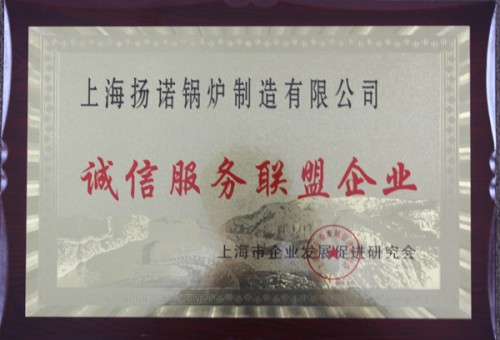 上海扬诺锅炉制造有限公司
诚信服务联盟企业
上海市企业发展促进研究会